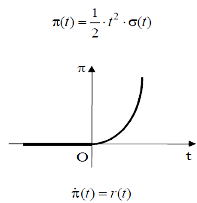 π(t) = 1/2 · t² · σ(t)
π
O
t
π̇(t) = r(t)